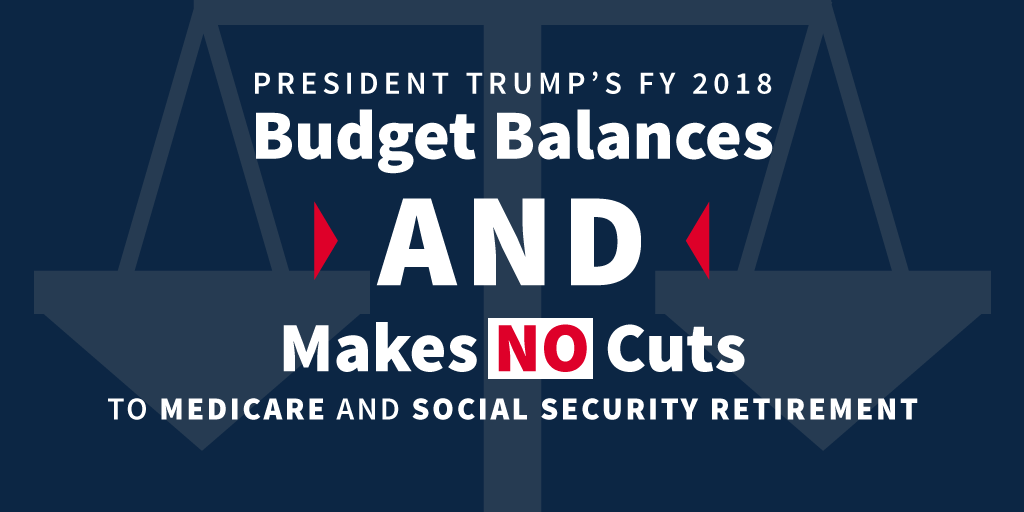 PRESIDENT TRUMP’S FY 2018
Budget Balances
AND
Makes NO Cuts
TO MEDICARE AND SOCIAL SECURITY RETIREMENT